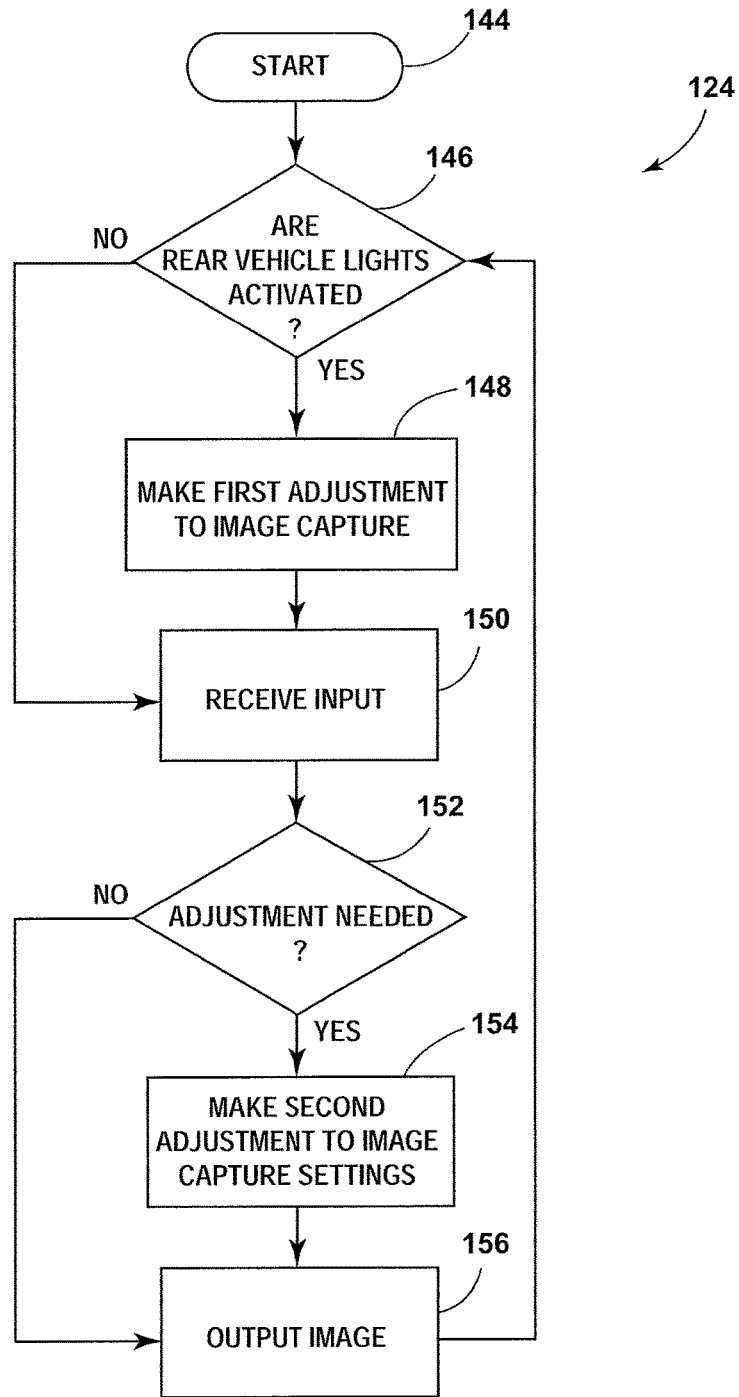 144
START
124
146
NO
ARE
REAR VEHICLE LIGHTS
ACTIVATED
?
YES
148
MAKE FIRST ADJUSTMENT
TO IMAGE CAPTURE
150
RECEIVE INPUT
152
NO
ADJUSTMENT NEEDED
?
YES
154
MAKE SECOND
ADJUSTMENT TO IMAGE
CAPTURE SETTINGS
156
OUTPUT IMAGE